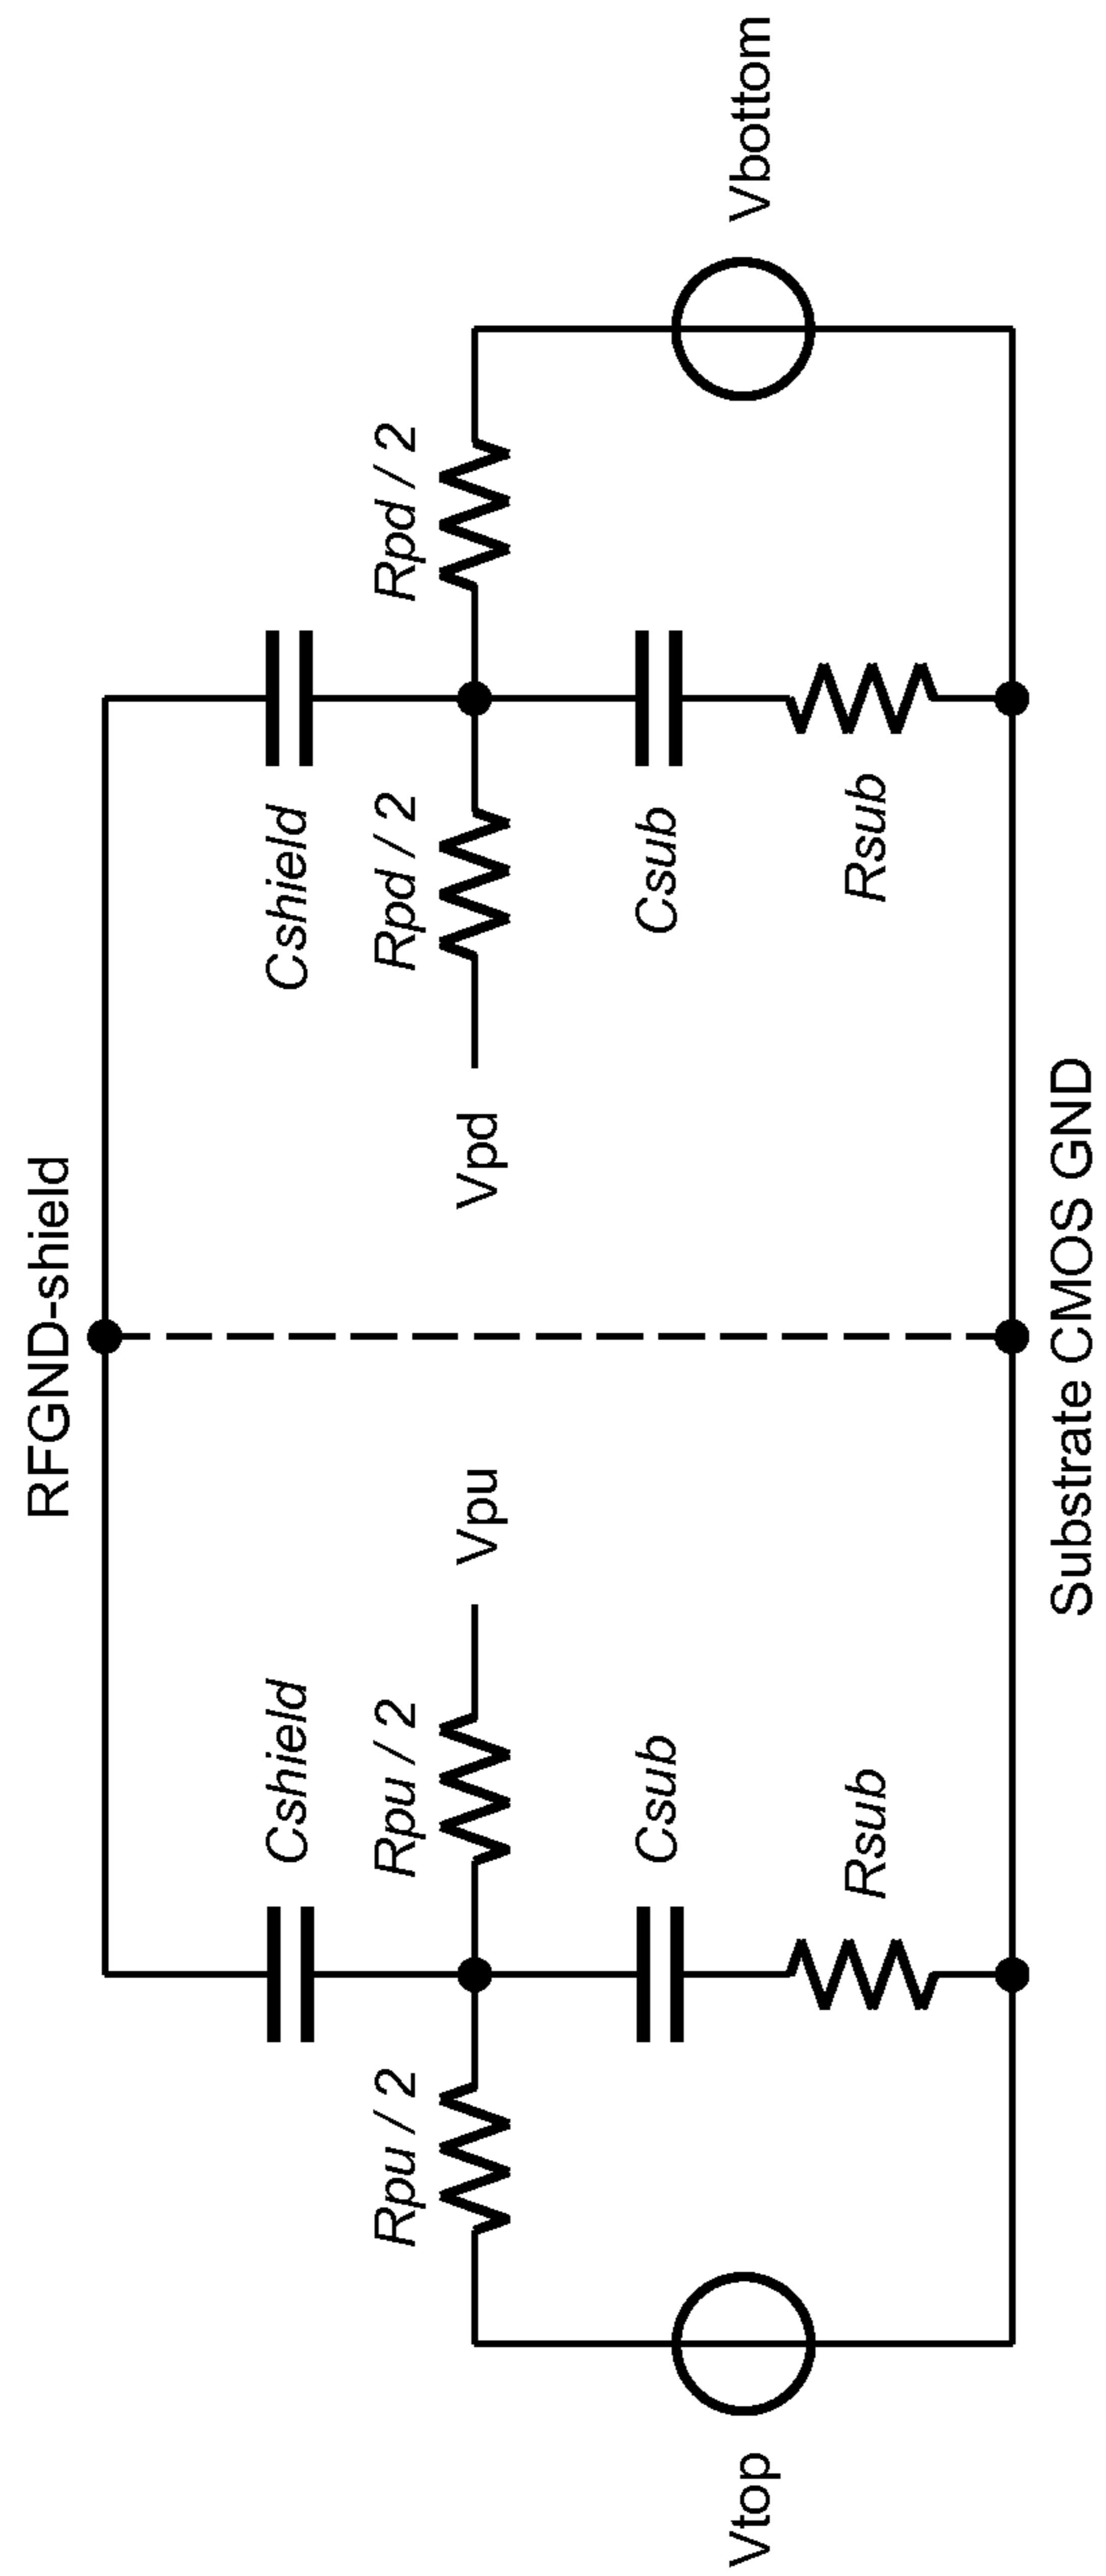 RFGND-shield
Cshield
Cshield
Rpu / 2
Rpu / 2
Vpu
Vpd
Rpd / 2
Rpd / 2
Csub
Csub
Vtop
Vbottom
Rsub
Rsub
Substrate CMOS GND